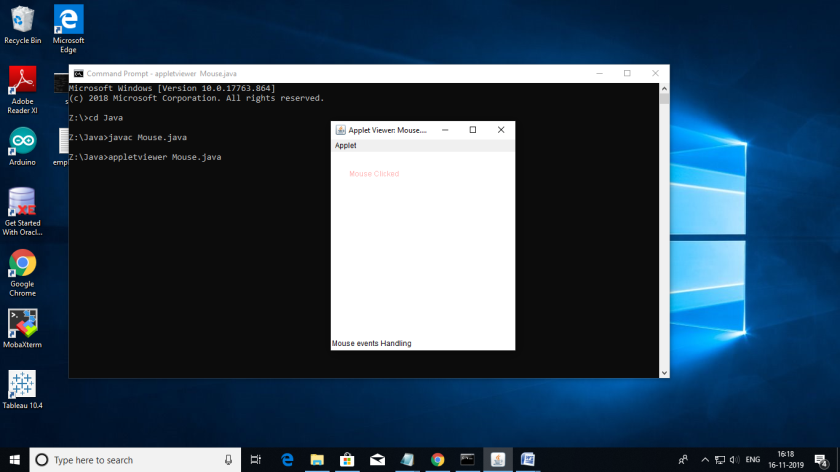 Recycle Bin
Microsoft
Edge
Adobe
Reader XI
Arduino
Get Started
With Oracl...
Google
Chrome
MobaXterm
Tableau 10.4
Command Prompt - appletviewer Mouse.java
Microsoft Windows [Version 10.0.17763.864]
(c) 2018 Microsoft Corporation. All rights reserved.
Z:\>cd Java
Z:\Java>javac Mouse.java
Z:\Java>appletviewer Mouse.java
Applet Viewer: Mouse....
Applet
Mouse Clicked
Mouse events Handling
Type here to search
ENG
16:18
16-11-2019